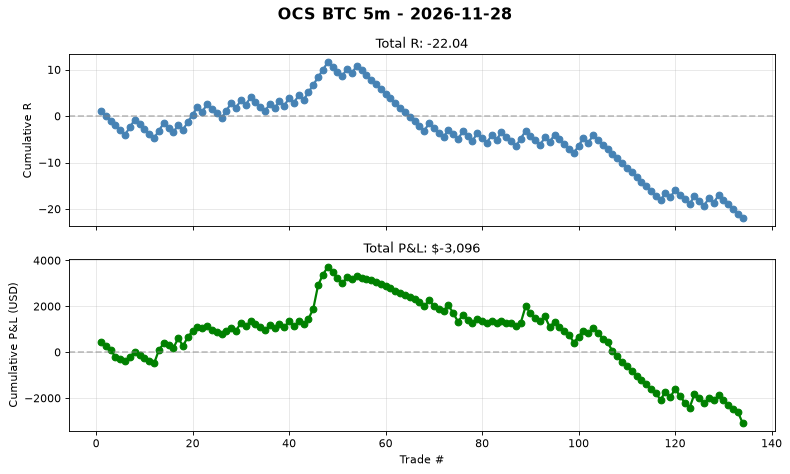 OCS BTC 5m - 2026-11-28
Total R: -22.04
Cumulative R
10
0
−10
−20
Total P&L: $-3,096
Cumulative P&L (USD)
4000
2000
0
−2000
0 20 40 60 80 100 120 140
Trade #